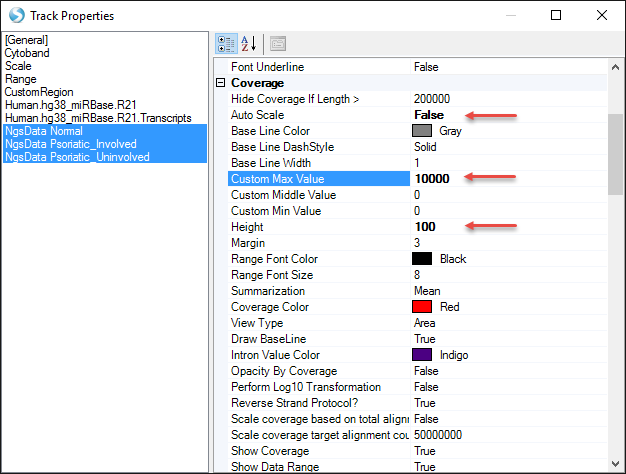 Track Properties
[General]
Cytoband
Scale
Range
CustomRegion
Human.hg38_miRBase.R21
Human.hg38_miRBase.R21.Transcripts
NgsData Normal
NgsData Psoriatic_Involved
NgsData Psoriatic_Uninvolved
Font Underline False
Coverage
Hide Coverage If Length > 200000
Auto Scale False
Base Line Color Gray
Base Line DashStyle Solid
Base Line Width 1
Custom Max Value 10000
Custom Middle Value 0
Custom Min Value 0
Height 100
Margin 3
Range Font Color Black
Range Font Size 8
Summarization Mean
Coverage Color Red
View Type Area
Draw BaseLine True
Intron Value Color Indigo
Opacity By Coverage False
Perform Log10 Transformation False
Reverse Strand Protocol? True
Scale coverage based on total alignn False
Scale coverage target alignment cou 50000000
Show Coverage True
Show Data Range True